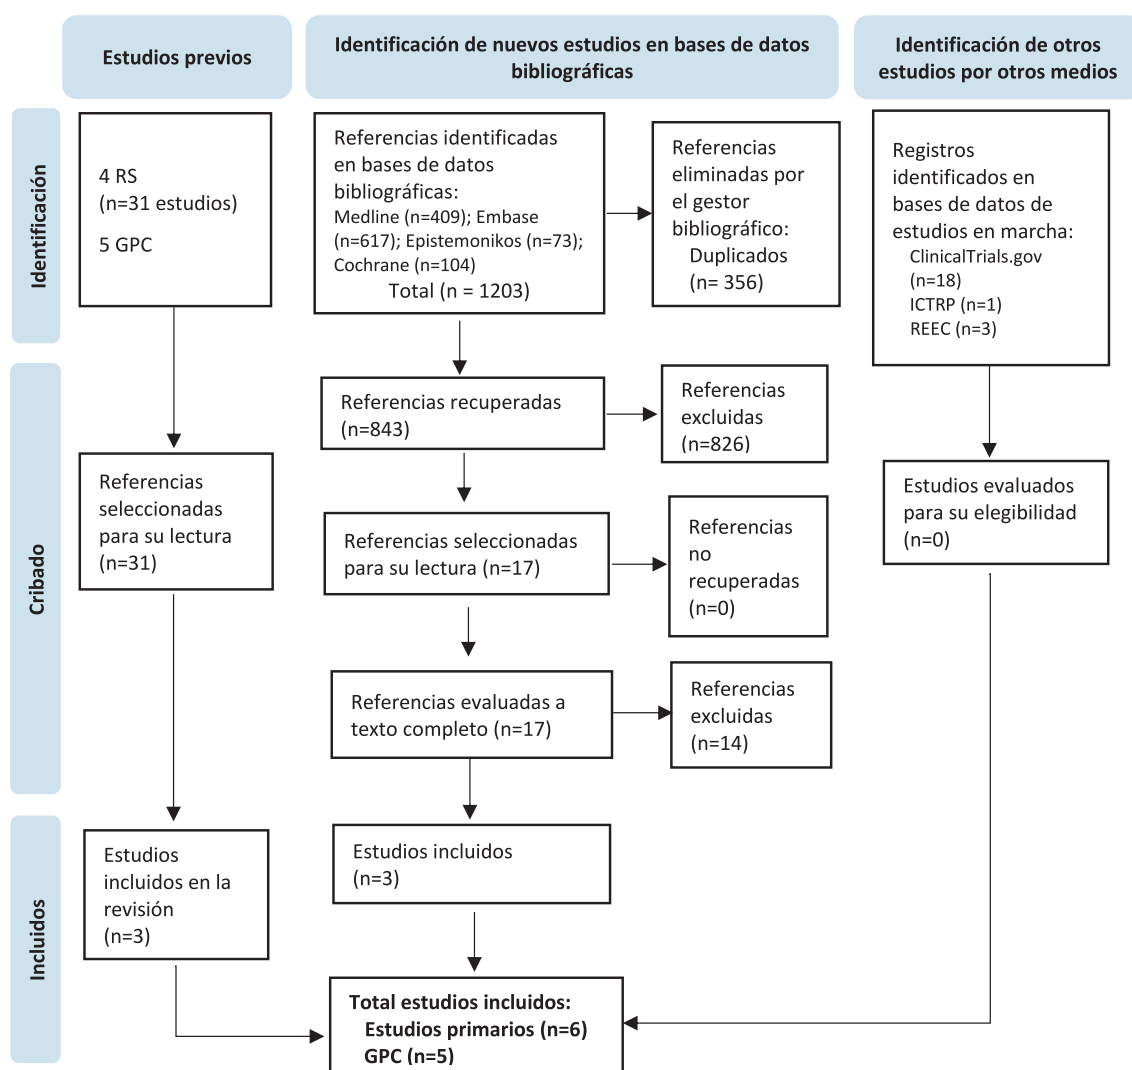 Estudios previos
Identificación de nuevos estudios en bases de datos
bibliográficas
Identificación de otros
estudios por otros medios
Identificación
4 RS
(n=31 estudios)
5 GPC
Referencias identificadas
en bases de datos
bibliográficas:
Medline (n=409); Embase
(n=617); Epistemonikos (n=73);
Cochrane (n=104)
Total (n = 1203)
Referencias
eliminadas por
el gestor
bibliográfico:
Duplicados
(n= 356)
Registros
identificados en
bases de datos de
estudios en marcha:
ClinicalTrials.gov
(n=18)
ICTRP (n=1)
REEC (n=3)
Cribado
Referencias
seleccionadas
para su lectura
(n=31)
Referencias recuperadas
(n=843)
Referencias
excluidas
(n=826)
Referencias seleccionadas
para su lectura (n=17)
Referencias
no
recuperadas
(n=0)
Referencias evaluadas a
texto completo (n=17)
Referencias
excluidas
(n=14)
Estudios evaluados
para su elegibilidad
(n=0)
Incluidos
Estudios
incluidos en la
revisión
(n=3)
Estudios incluidos
(n=3)
Total estudios incluidos:
Estudios primarios (n=6)
GPC (n=5)